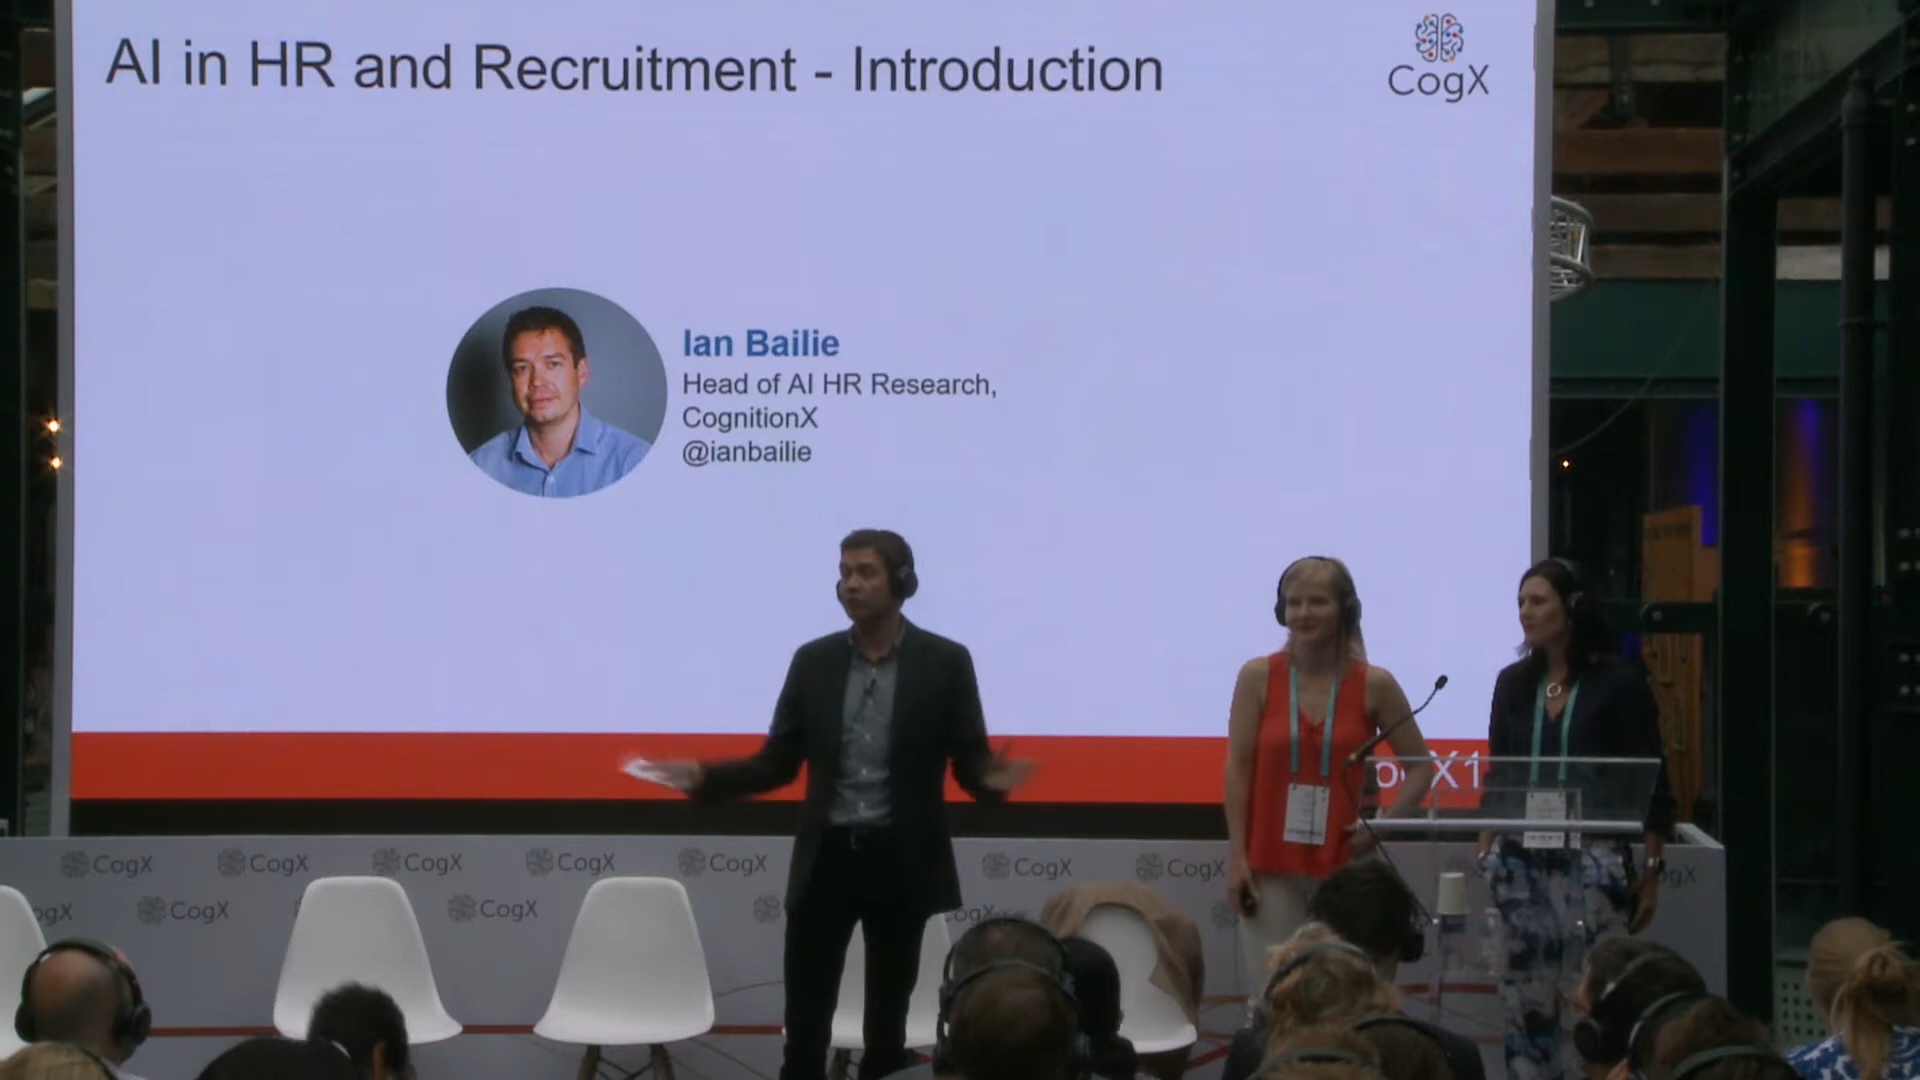 AI in HR and Recruitment - Introduction
CogX
Ian Bailie
Head of AI HR Research,
CognitionX
@ianbailie
CogX CogX CogX CogX CogX CogX CogX
CogX CogX